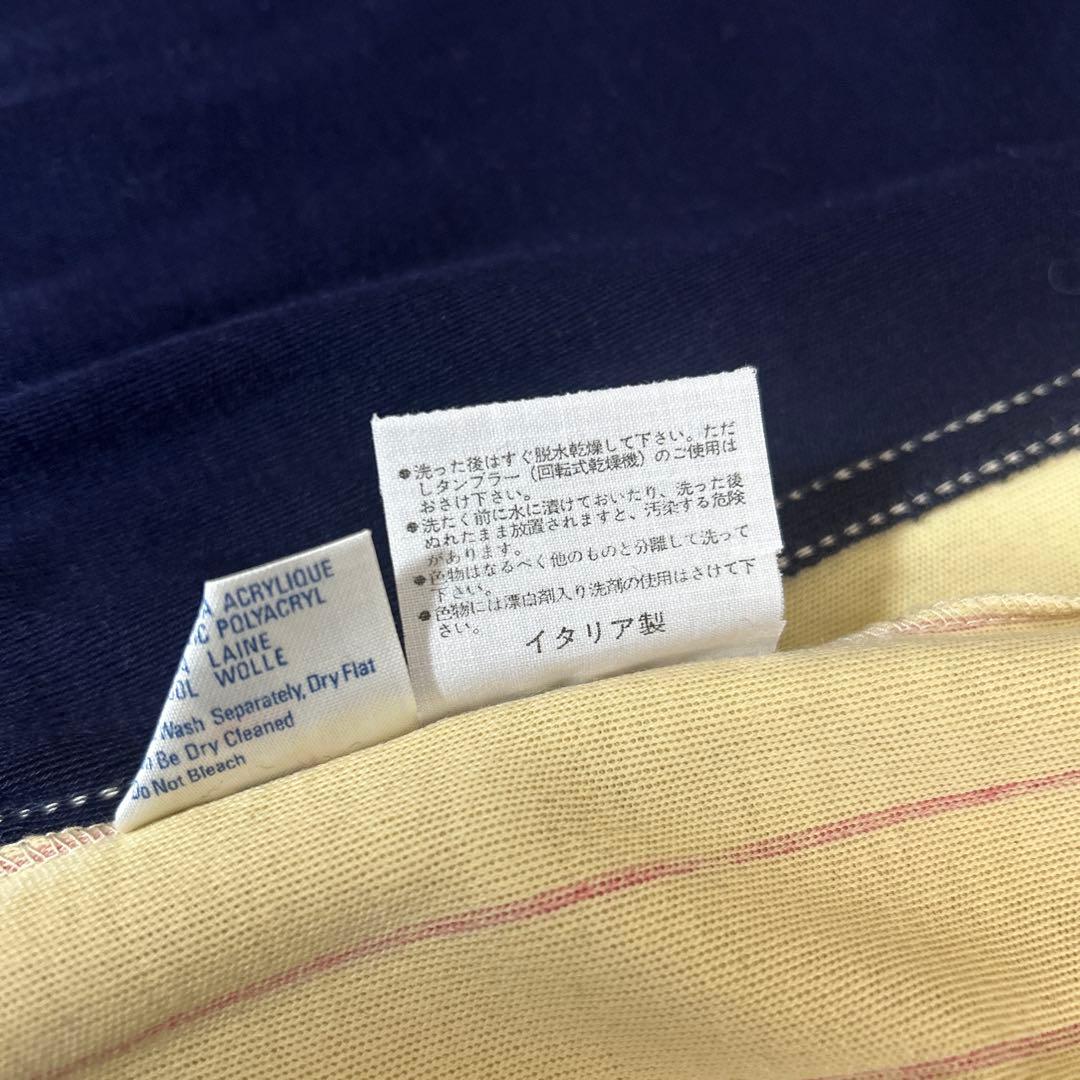 ●洗った後はすぐ脱水乾燥して下さい。ただ
しタンブラー(回転式乾燥機)のご使用は
おさけ下さい。
●洗たく前に水に漬けておいたり、洗った後
ぬれたまま放置されますと、汚染する危険
があります。
●色物はなるべく他のものと分離して洗って
下さい。
●色物には漂白剤入り洗剤の使用はさけて下
さい。
イタリア製
ACRYLIQUE
POLYACRYL
LAINE
WOLLE
Wash Separately, Dry Flat
Be Dry Cleaned
Do Not Bleach